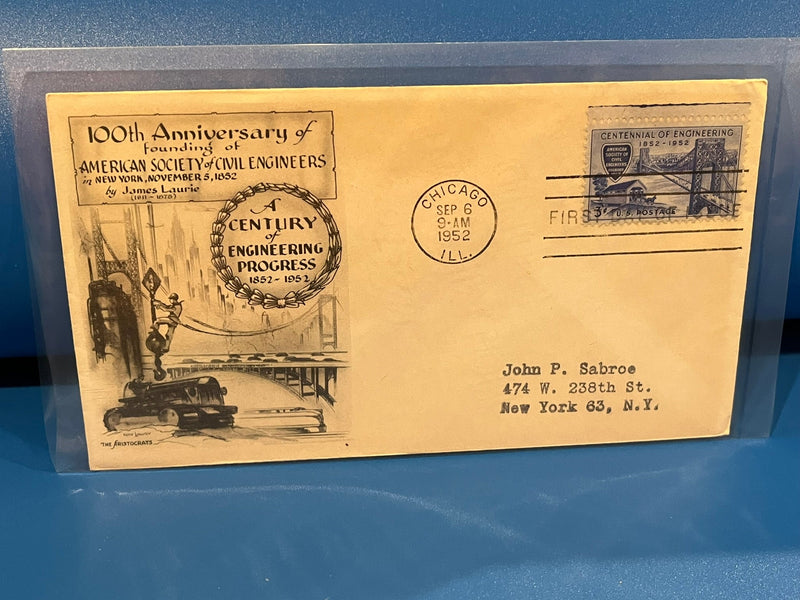 100th Anniversary of
founding of
AMERICAN SOCIETY of CIVIL ENGINEERS
in NEW YORK, NOVEMBER 5, 1852
by James Laurie
(1811 - 1875)
A
CENTURY
of
ENGINEERING
PROGRESS
1852 - 1952
THE ARISTOCRATS
CHICAGO
SEP 6
9-AM
1952
ILL.
CENTENNIAL OF ENGINEERING
1852 - 1952
AMERICAN
SOCIETY OF
CIVIL
ENGINEERS
3¢ U.S. POSTAGE
FIRST
John P. Sabroe
474 W. 238th St.
New York 63, N.Y.